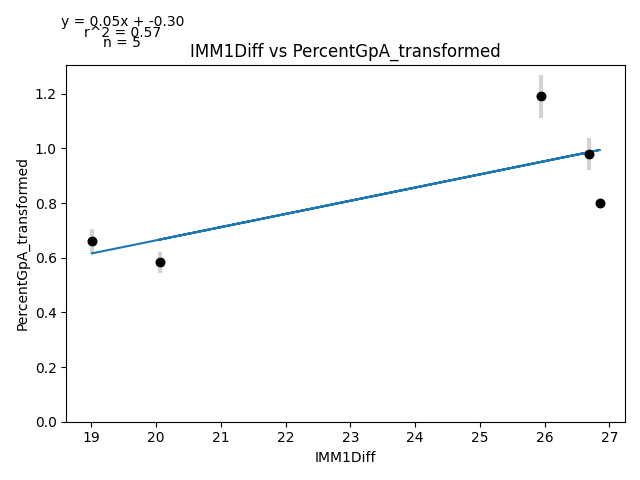 y = 0.05x + -0.30
r^2 = 0.57
n = 5
IMM1Diff vs PercentGpA_transformed
PercentGpA_transformed
1.2
1.0
0.8
0.6
0.4
0.2
0.0
19 20 21 22 23 24 25 26 27
IMM1Diff